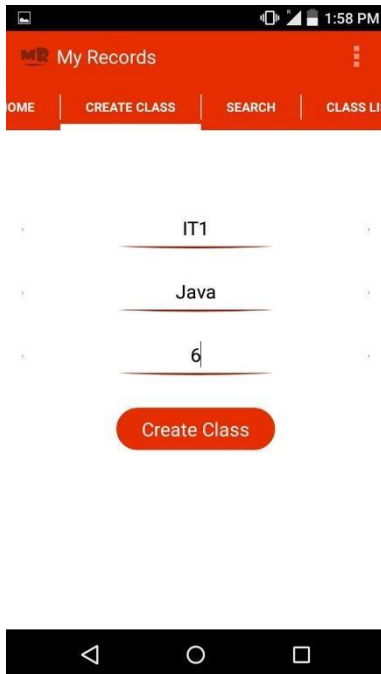 1:58 PM
MR My Records
OME CREATE CLASS SEARCH CLASS LI
IT1
Java
6
Create Class